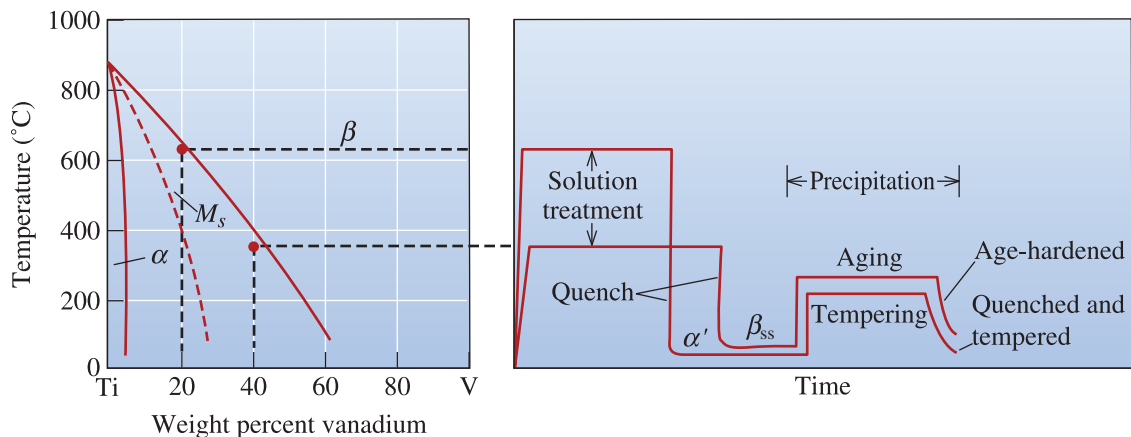 1000
800
600
400
200
0
Temperature (°C)
β
Mₛ
α
Ti
20
40
60
80
V
Weight percent vanadium
Solution
treatment
Precipitation
Quench
α′
βss
Aging
Tempering
Age-hardened
Quenched and
tempered
Time